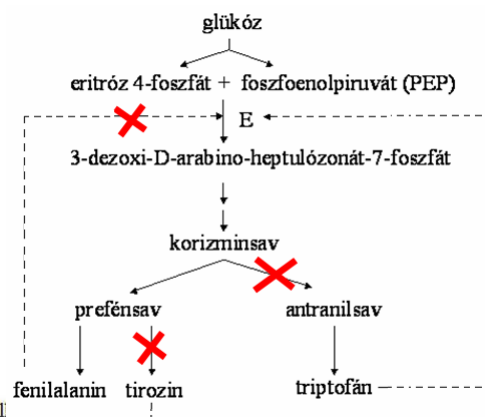 glükóz
eritróz 4-foszfát + foszfoenolpiruvát (PEP)
E
3-dezoxi-D-arabino-heptulózonát-7-foszfát
korizminsav
prefénsav antranilsav
fenilalanin tirozin triptofán